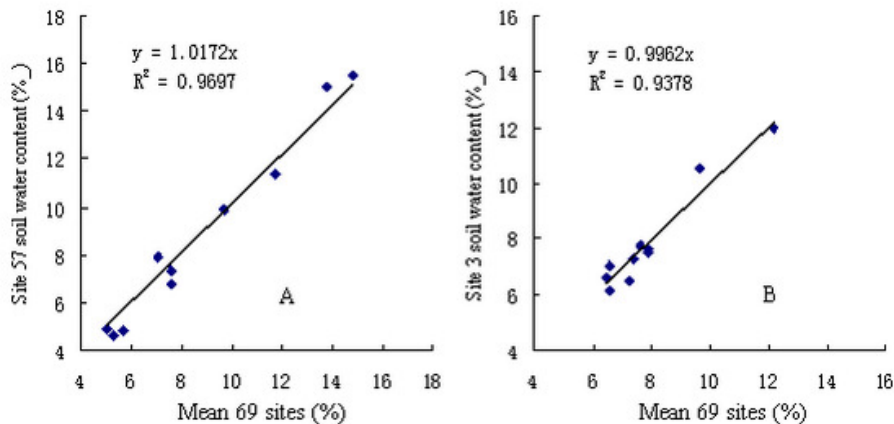 18
16
14
12
10
8
6
4
Site 57 soil water content (%_)
y = 1.0172x
R² = 0.9697
A
4 6 8 10 12 14 16 18
Mean 69 sites (%)
16
14
12
10
8
6
4
Site 3 soil water content (%_)
y = 0.9962x
R² = 0.9378
B
4 6 8 10 12 14 16
Mean 69 sites (%)